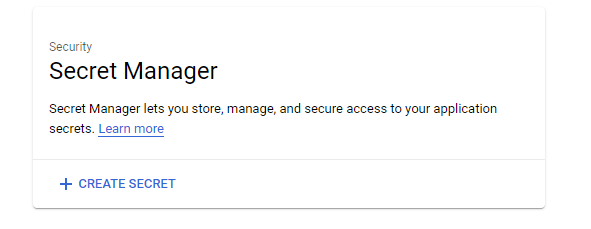 Security
Secret Manager
Secret Manager lets you store, manage, and secure access to your application
secrets. Learn more
+ CREATE SECRET